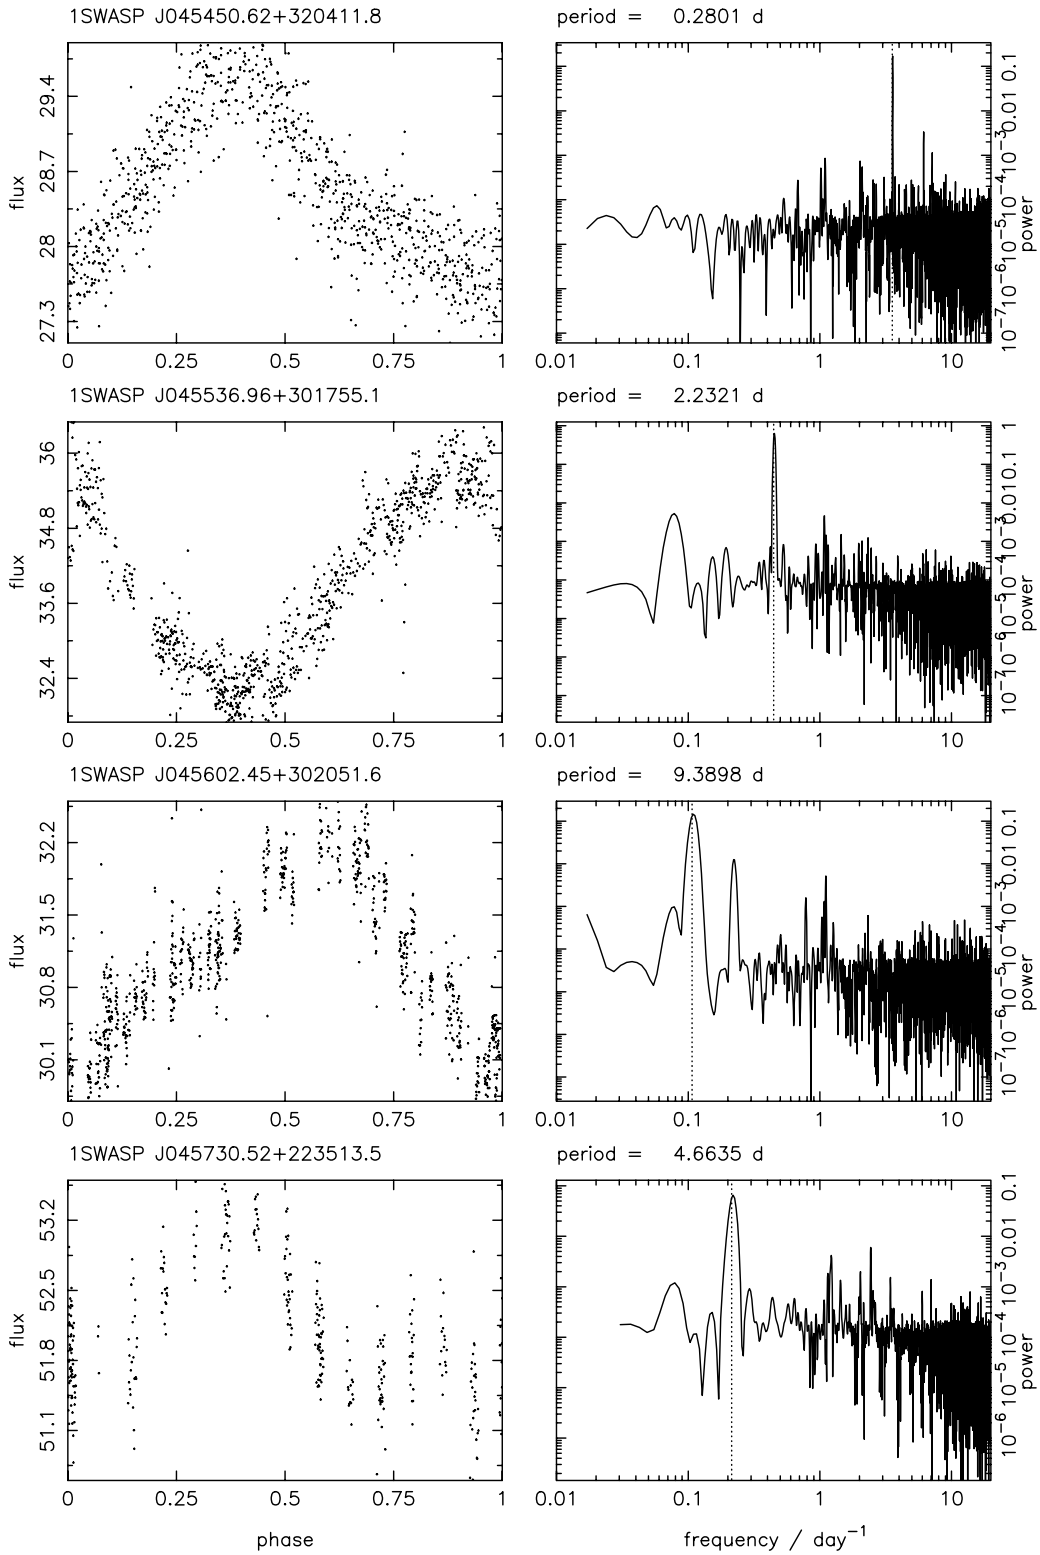 1SWASP J045450.62+320411.8
period = 0.2801 d
flux
27.3 28 28.7 29.4
0 0.25 0.5 0.75 1
power
10−7 10−6 10−5 10−4 10−3 0.01 0.1
0.01 0.1 1 10
1SWASP J045536.96+301755.1
period = 2.2321 d
flux
32.4 33.6 34.8 36
0 0.25 0.5 0.75 1
power
10−7 10−6 10−5 10−4 10−3 0.01 0.1 1
0.01 0.1 1 10
1SWASP J045602.45+302051.6
period = 9.3898 d
flux
30.1 30.8 31.5 32.2
0 0.25 0.5 0.75 1
power
10−7 10−6 10−5 10−4 10−3 0.01 0.1
0.01 0.1 1 10
1SWASP J045730.52+223513.5
period = 4.6635 d
flux
51.1 51.8 52.5 53.2
0 0.25 0.5 0.75 1
power
10−6 10−5 10−4 10−3 0.01 0.1
0.01 0.1 1 10
phase
frequency / day−1